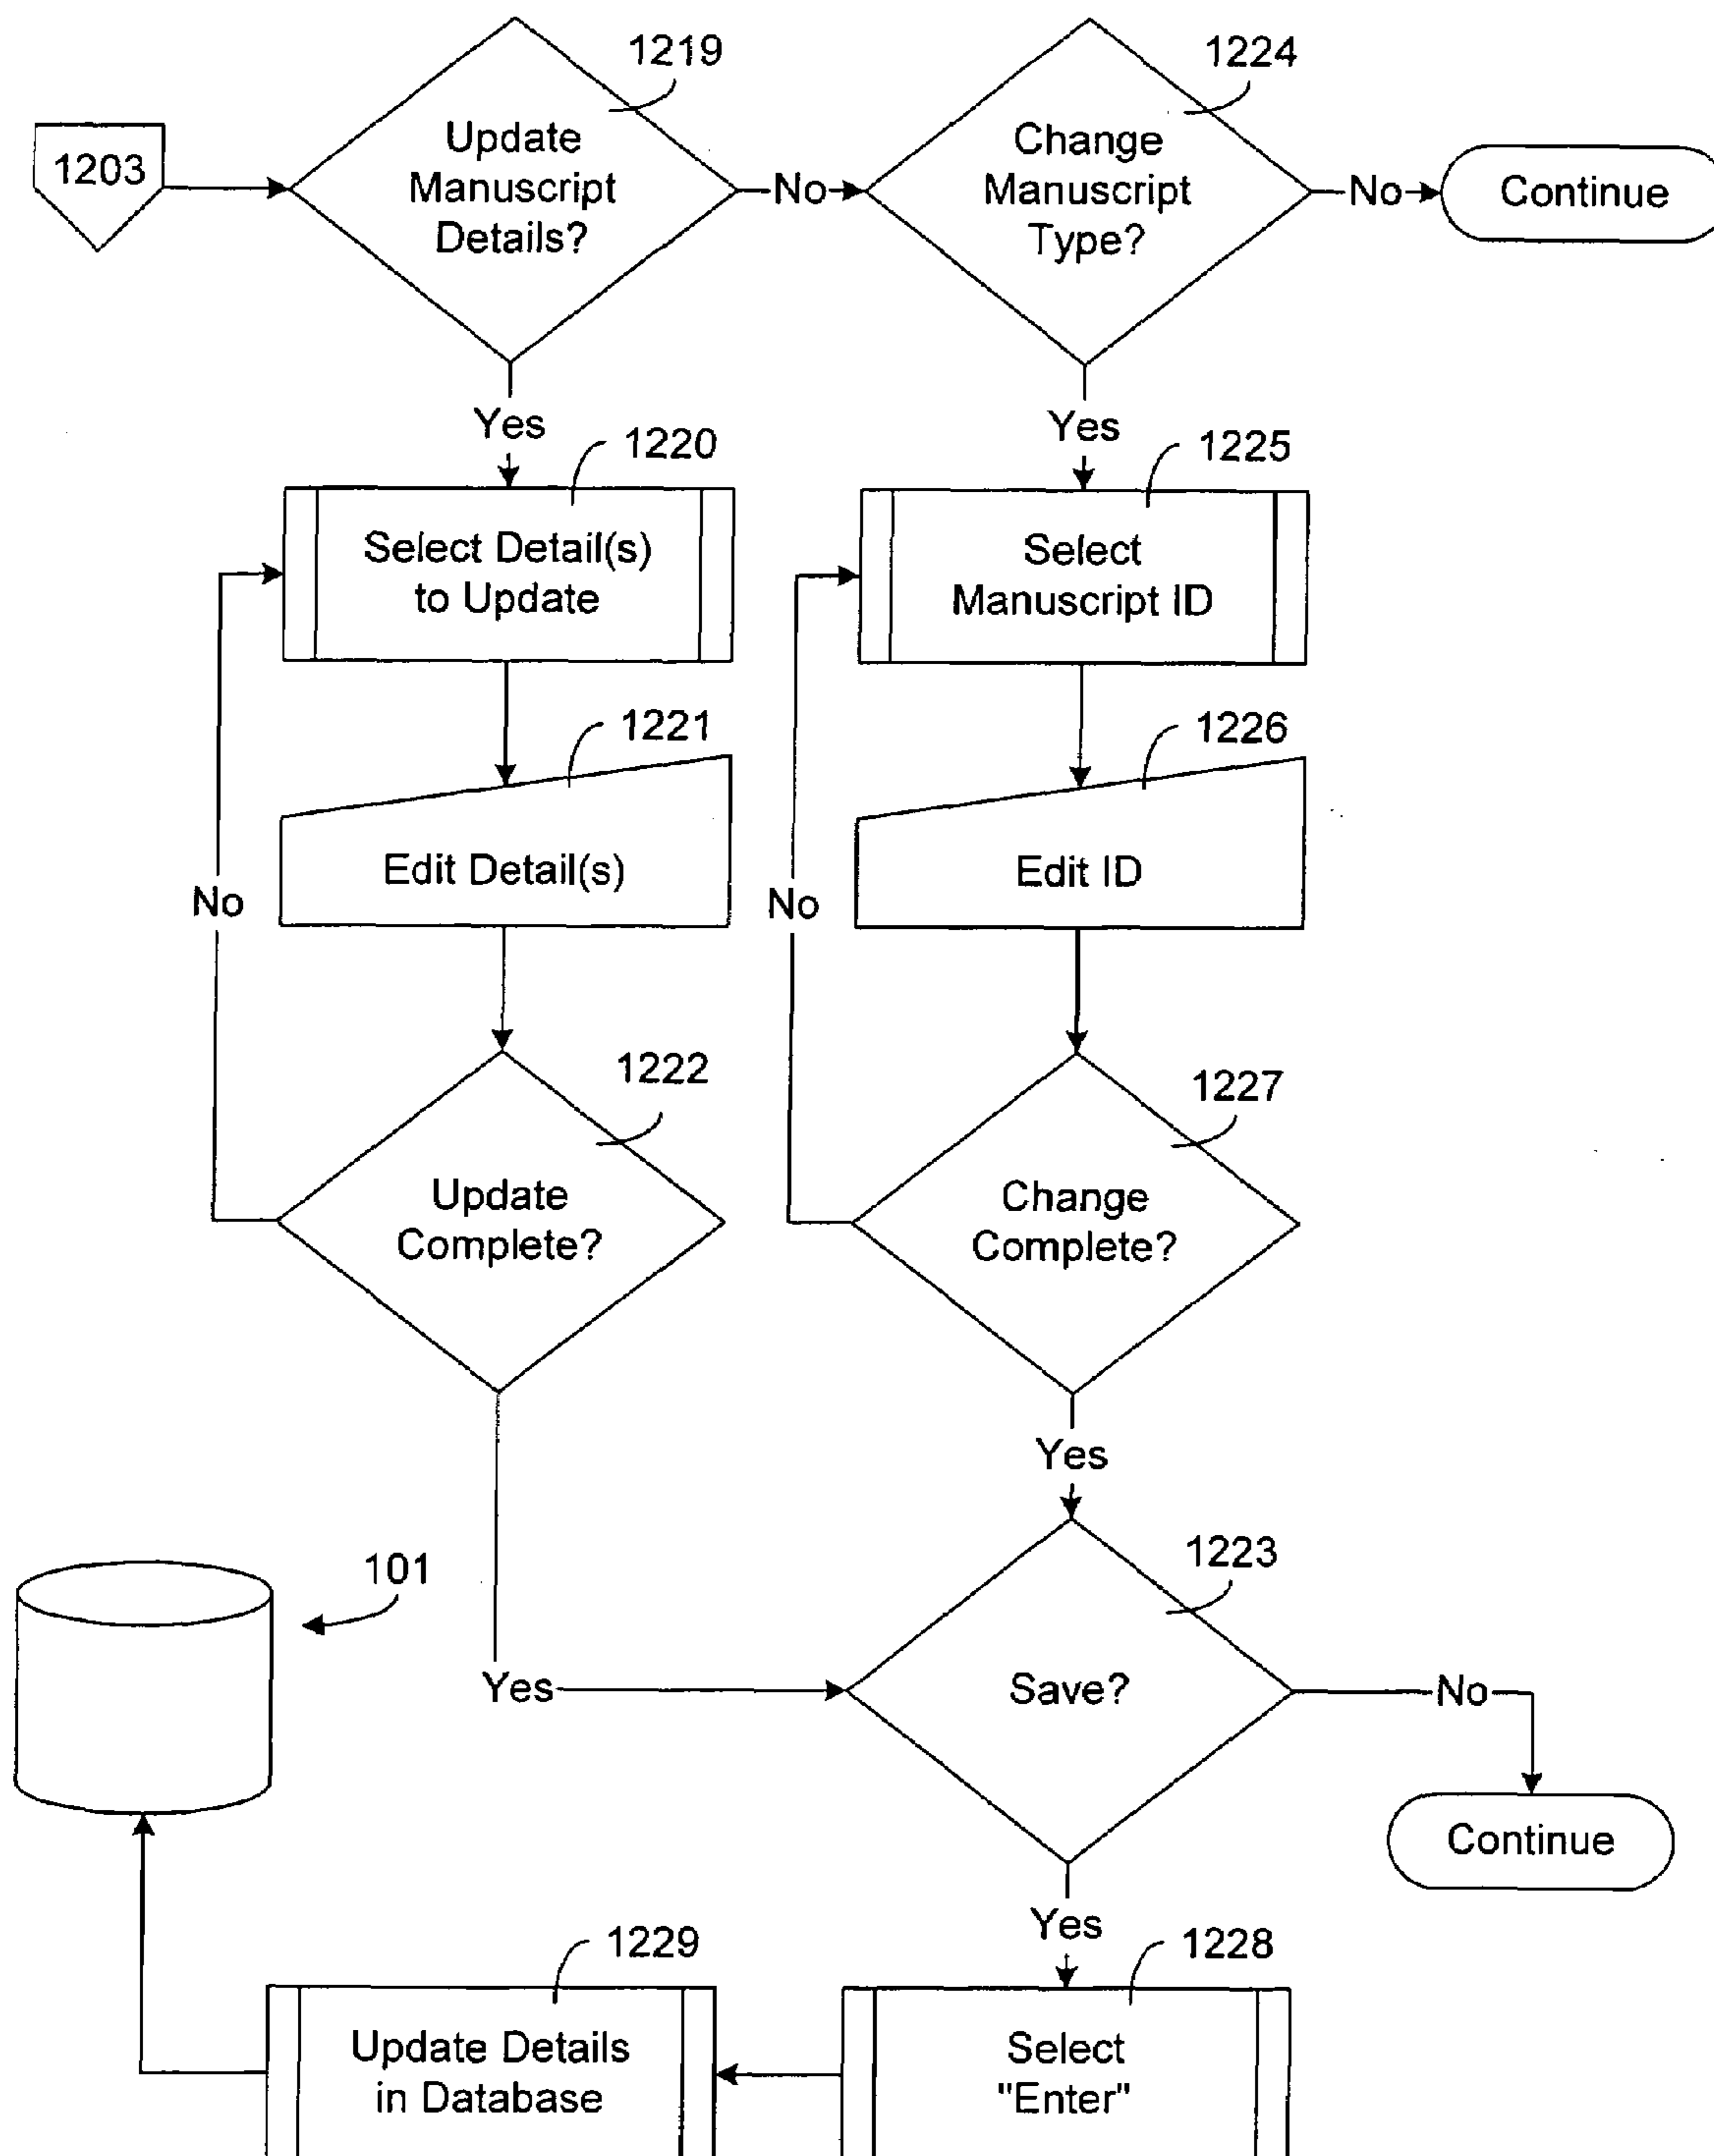 1219
1224
1203
Update
Manuscript
Details?
No
Change
Manuscript
Type?
No
Continue
Yes
Yes
1220
1225
Select Detail(s)
to Update
Select
Manuscript ID
1221
1226
Edit Detail(s)
Edit ID
No
No
1222
1227
Update
Complete?
Change
Complete?
Yes
1223
101
Yes
Save?
No
Continue
Yes
1229
1228
Update Details
in Database
Select
"Enter"